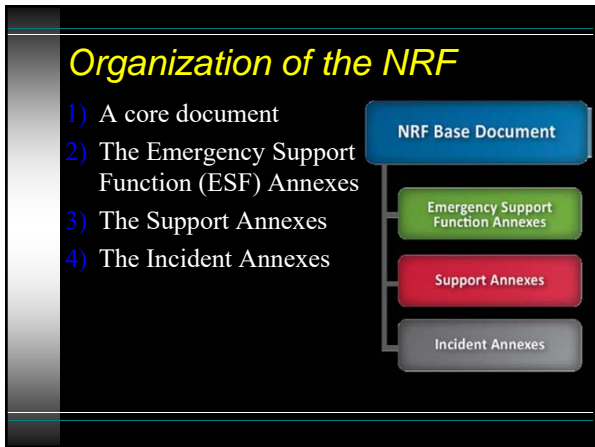 Organization of the NRF
1) A core document
2) The Emergency Support
Function (ESF) Annexes
3) The Support Annexes
4) The Incident Annexes
NRF Base Document
Emergency Support
Function Annexes
Support Annexes
Incident Annexes